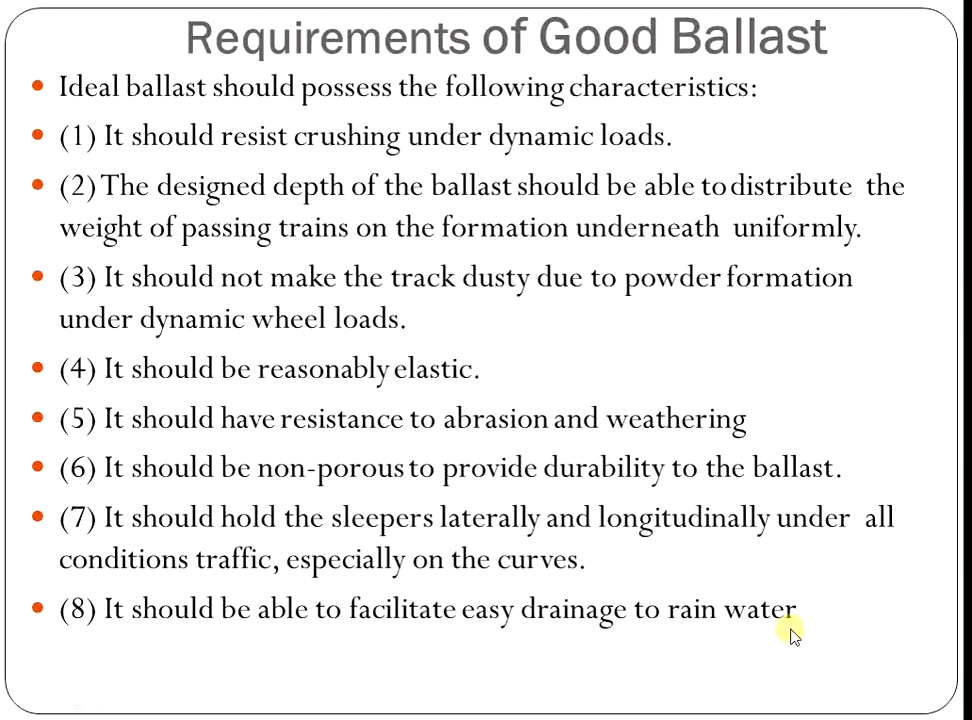 Requirements of Good Ballast
• Ideal ballast should possess the following characteristics:
• (1) It should resist crushing under dynamic loads.
• (2) The designed depth of the ballast should be able to distribute the
weight of passing trains on the formation underneath uniformly.
• (3) It should not make the track dusty due to powder formation
under dynamic wheel loads.
• (4) It should be reasonably elastic.
• (5) It should have resistance to abrasion and weathering
• (6) It should be non-porous to provide durability to the ballast.
• (7) It should hold the sleepers laterally and longitudinally under all
conditions traffic, especially on the curves.
• (8) It should be able to facilitate easy drainage to rain water